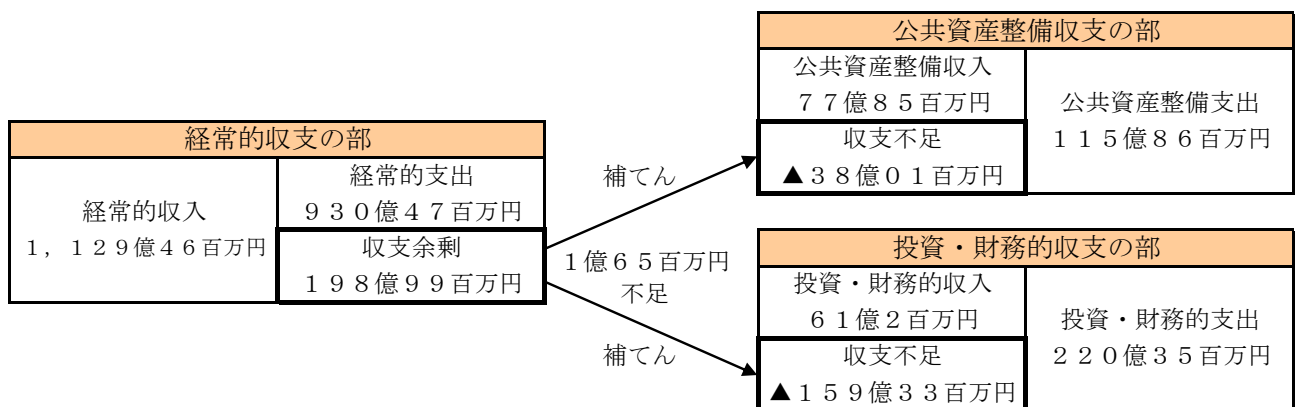 経常的収支の部
経常的収入
1,129億46百万円
経常的支出
930億47百万円
収支余剰
198億99百万円
補てん
1億65百万円
不足
補てん
公共資産整備収支の部
公共資産整備収入
77億85百万円
収支不足
▲38億01百万円
公共資産整備支出
115億86百万円
投資・財務的収支の部
投資・財務的収入
61億2百万円
収支不足
▲159億33百万円
投資・財務的支出
220億35百万円